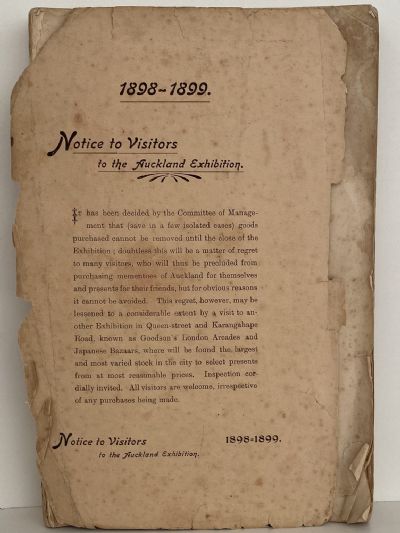 1898-1899.
Notice to Visitors
to the Auckland Exhibition.
It has been decided by the Committee of Manage-
ment that (save in a few isolated cases) goods
purchased cannot be removed until the close of the
Exhibition ; doubtless this will be a matter of regret
to many visitors, who will thus be precluded from
purchasing mementoes of Auckland for themselves
and presents for their friends, but for obvious reasons
it cannot be avoided. This regret, however, may be
lessened to a considerable extent by a visit to an-
other Exhibition in Queen-street and Karangahape
Road, known as Goodson's London Arcades and
Japanese Bazaars, where will be found the largest
and most varied stock in the city to select presents
from at most reasonable prices. Inspection cor-
dially invited. All visitors are welcome, irrespective
of any purchases being made.
Notice to Visitors 1898-1899.
to the Auckland Exhibition.